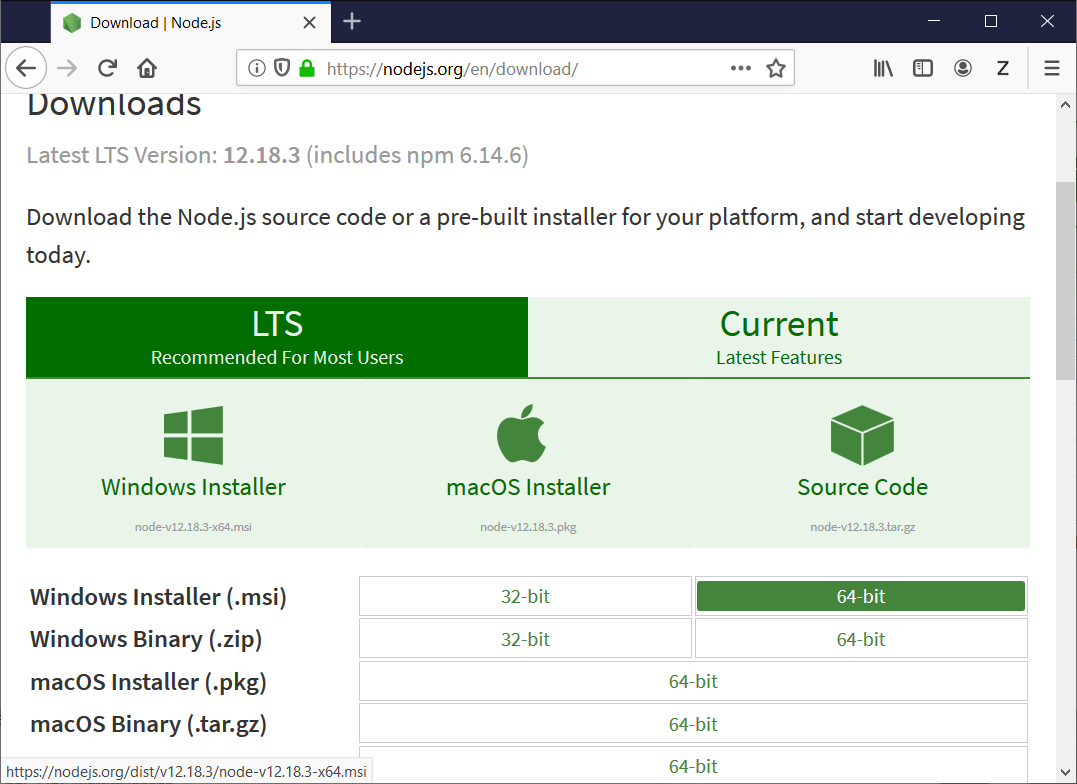 Download | Node.js
https://nodejs.org/en/download/
Z
Downloads
Latest LTS Version: 12.18.3 (includes npm 6.14.6)
Download the Node.js source code or a pre-built installer for your platform, and start developing
today.
LTS
Recommended For Most Users
Current
Latest Features
Windows Installer
node-v12.18.3-x64.msi
macOS Installer
node-v12.18.3.pkg
Source Code
node-v12.18.3.tar.gz
Windows Installer (.msi) 32-bit 64-bit
Windows Binary (.zip) 32-bit 64-bit
macOS Installer (.pkg) 64-bit
macOS Binary (.tar.gz) 64-bit
64-bit
https://nodejs.org/dist/v12.18.3/node-v12.18.3-x64.msi